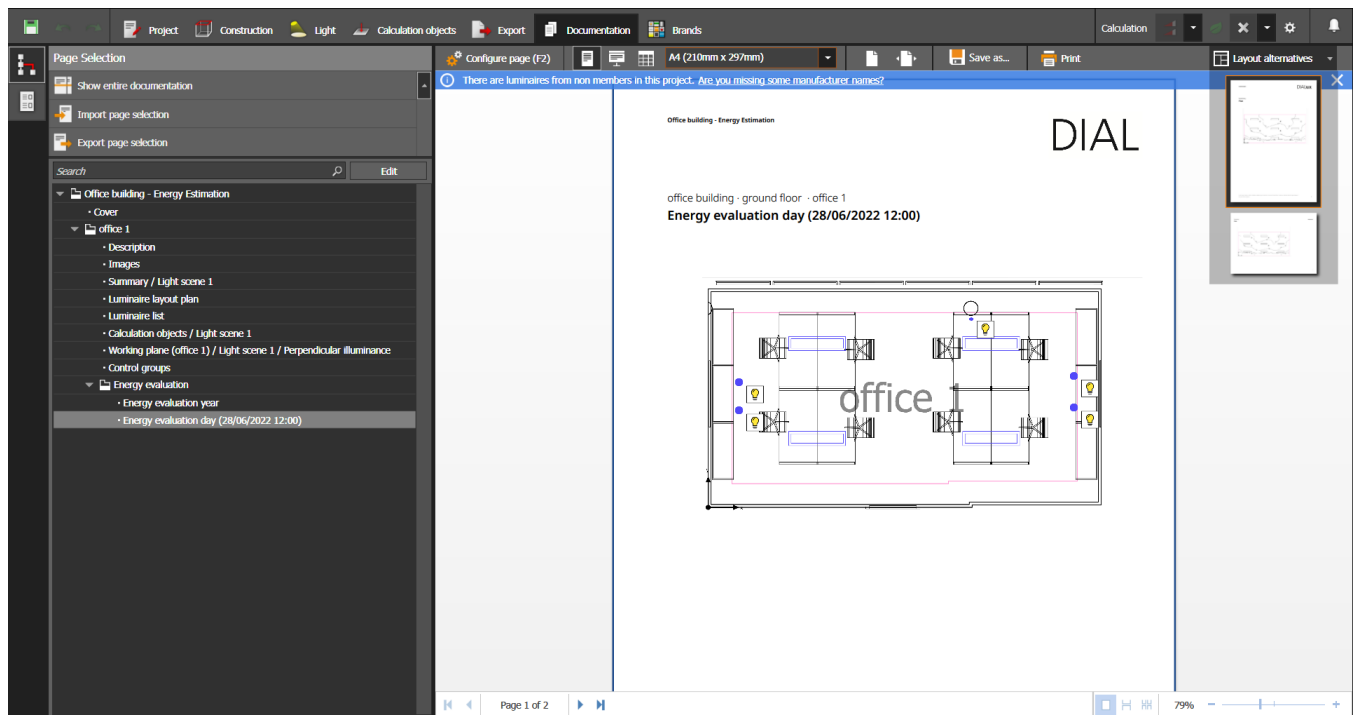 Project
Construction
Light
Calculation objects
Export
Documentation
Brands
Calculation
Page Selection
Configure page (F2)
A4 (210mm x 297mm)
Save as...
Print
Layout alternatives
Show entire documentation
There are luminaires from non members in this project. Are you missing some manufacturer names?
Import page selection
Export page selection
Search
Edit
Office building - Energy Estimation
Cover
office 1
Description
Images
Summary / Light scene 1
Luminaire layout plan
Luminaire list
Calculation objects / Light scene 1
Working plane (office 1) / Light scene 1 / Perpendicular illuminance
Control groups
Energy evaluation
Energy evaluation year
Energy evaluation day (28/06/2022 12:00)
Office building - Energy Estimation
DIAL
office building · ground floor · office 1
Energy evaluation day (28/06/2022 12:00)
office 1
Page 1 of 2
79%